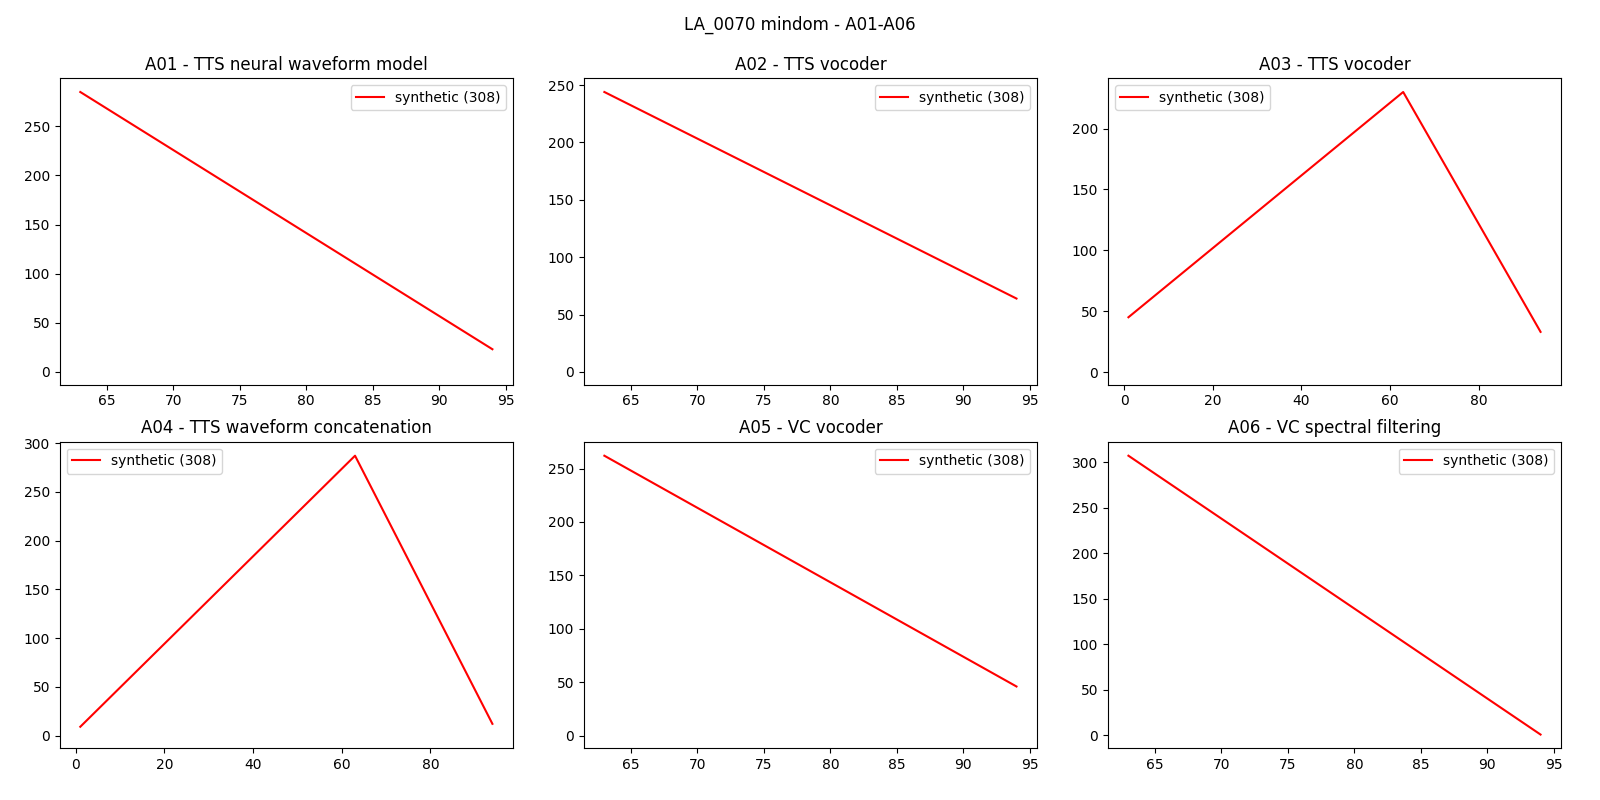 LA_0070 mindom - A01-A06
A01 - TTS neural waveform model
synthetic (308)
250
200
150
100
50
0
65 70 75 80 85 90 95
A02 - TTS vocoder
synthetic (308)
250
200
150
100
50
0
65 70 75 80 85 90 95
A03 - TTS vocoder
synthetic (308)
200
150
100
50
0
0 20 40 60 80
A04 - TTS waveform concatenation
synthetic (308)
300
250
200
150
100
50
0
0 20 40 60 80
A05 - VC vocoder
synthetic (308)
250
200
150
100
50
0
65 70 75 80 85 90 95
A06 - VC spectral filtering
synthetic (308)
300
250
200
150
100
50
0
65 70 75 80 85 90 95